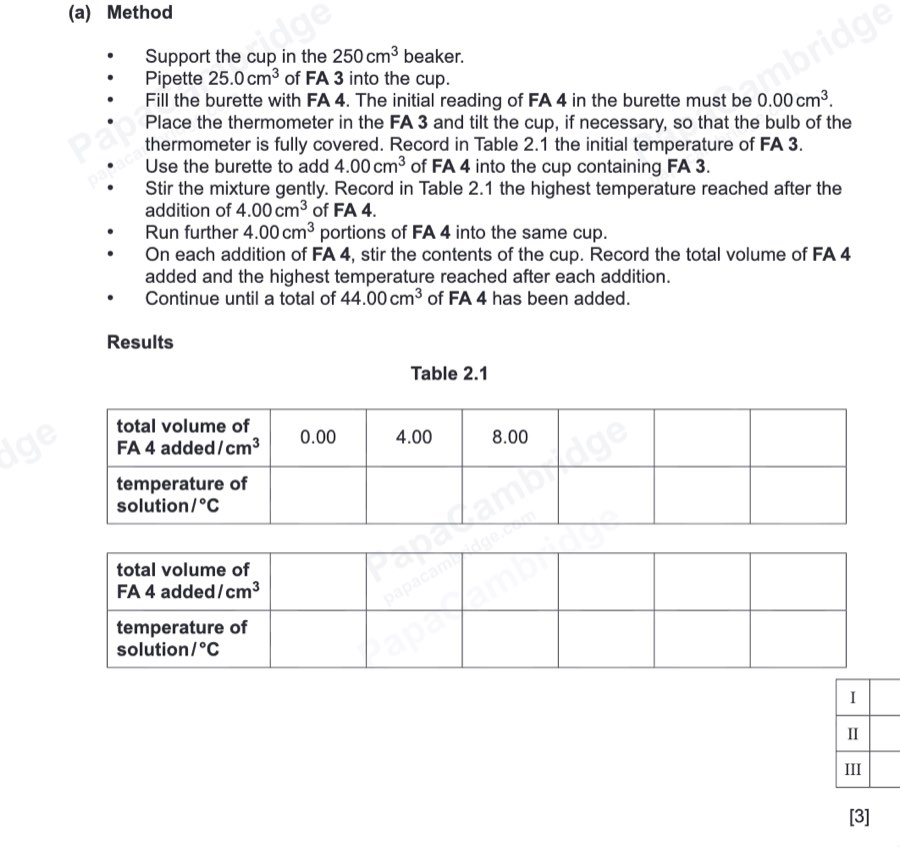 (a) Method
• Support the cup in the 250 cm³ beaker.
• Pipette 25.0 cm³ of FA 3 into the cup.
• Fill the burette with FA 4. The initial reading of FA 4 in the burette must be 0.00 cm³.
• Place the thermometer in the FA 3 and tilt the cup, if necessary, so that the bulb of the
thermometer is fully covered. Record in Table 2.1 the initial temperature of FA 3.
• Use the burette to add 4.00 cm³ of FA 4 into the cup containing FA 3.
• Stir the mixture gently. Record in Table 2.1 the highest temperature reached after the
addition of 4.00 cm³ of FA 4.
• Run further 4.00 cm³ portions of FA 4 into the same cup.
• On each addition of FA 4, stir the contents of the cup. Record the total volume of FA 4
added and the highest temperature reached after each addition.
• Continue until a total of 44.00 cm³ of FA 4 has been added.
Results
Table 2.1
total volume of
FA 4 added / cm³ 0.00 4.00 8.00
temperature of
solution / °C
total volume of
FA 4 added / cm³
temperature of
solution / °C
I
II
III
[3]
PapaCambridge
papacambridge.com
PapaCambridge